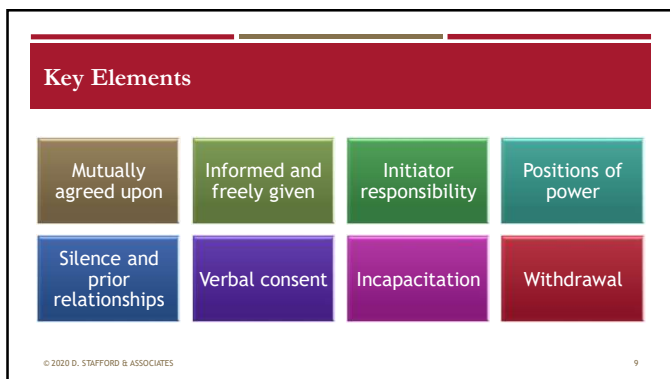 Key Elements
Mutually
agreed upon
Informed and
freely given
Initiator
responsibility
Positions of
power
Silence and
prior
relationships
Verbal consent
Incapacitation
Withdrawal
© 2020 D. STAFFORD & ASSOCIATES
9